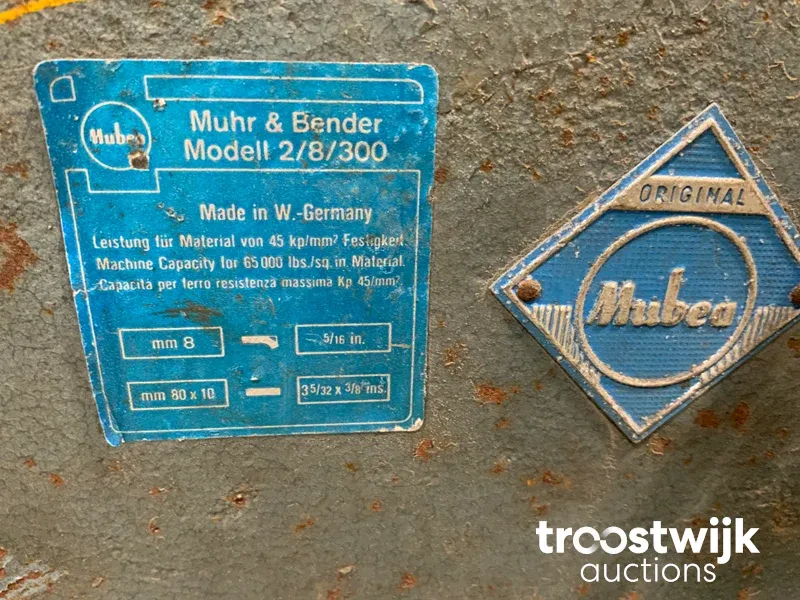 Mubea
Muhr & Bender
Modell 2/8/300
Made in W.-Germany
Leistung für Material von 45 kp/mm² Festigkeit
Machine Capacity for 65000 lbs./sq.in. Material.
Capacità per ferro resistenza massima Kp 45/mm²
mm 8
5/16 in.
mm 80 x 10
3 5/32 x 3/8 ins.
ORIGINAL
Mubea
troostwijk
auctions